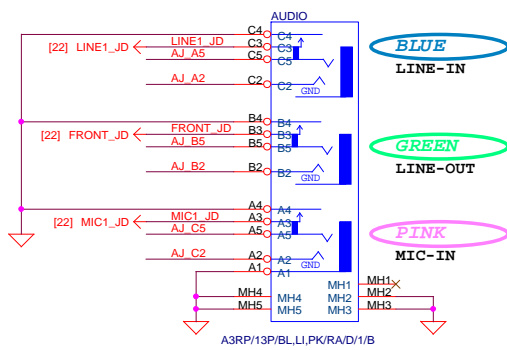 AUDIO
C4 C4
[22] LINE1_JD LINE1_JD C3 C3
AJ_A5 C5 C5
BLUE
LINE-IN
AJ_A2 C2 C2
GND
B4 B4
[22] FRONT_JD FRONT_JD B3 B3
AJ_B5 B5 B5
GREEN
LINE-OUT
AJ_B2 B2 B2
GND
A4 A4
[22] MIC1_JD MIC1_JD A3 A3
AJ_C5 A5 A5
PINK
MIC-IN
AJ_C2 A2 A2
GND
A1 A1
MH1 MH1
MH4 MH4 MH2 MH2
MH5 MH5 MH3 MH3
A3RP/13P/BL,LI,PK/RA/D/1/B